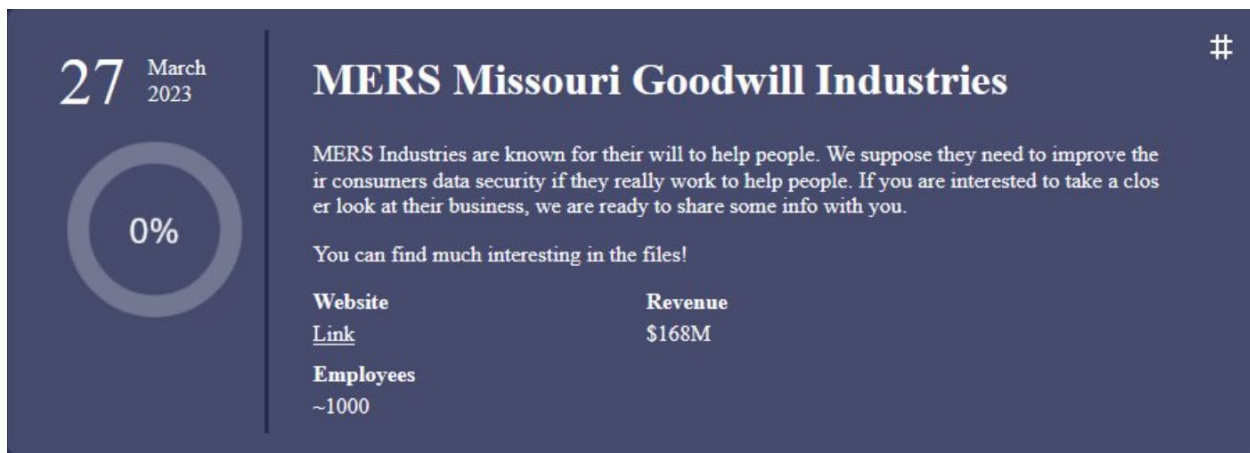 27
March
2023
0%
#
MERS Missouri Goodwill Industries
MERS Industries are known for their will to help people. We suppose they need to improve the
ir consumers data security if they really work to help people. If you are interested to take a clos
er look at their business, we are ready to share some info with you.
You can find much interesting in the files!
Website
Revenue
Link
$168M
Employees
~1000